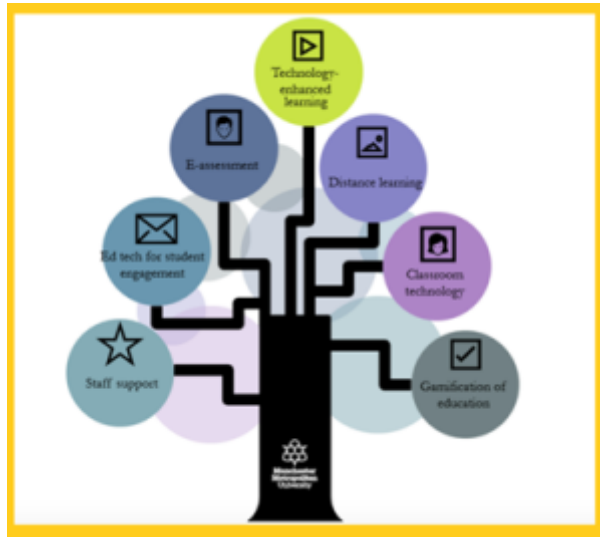 Technology-
enhanced
learning
E-assessment
Distance learning
Ed tech for student
engagement
Classroom
technology
Staff support
Gamification of
education
Manchester
Metropolitan
University